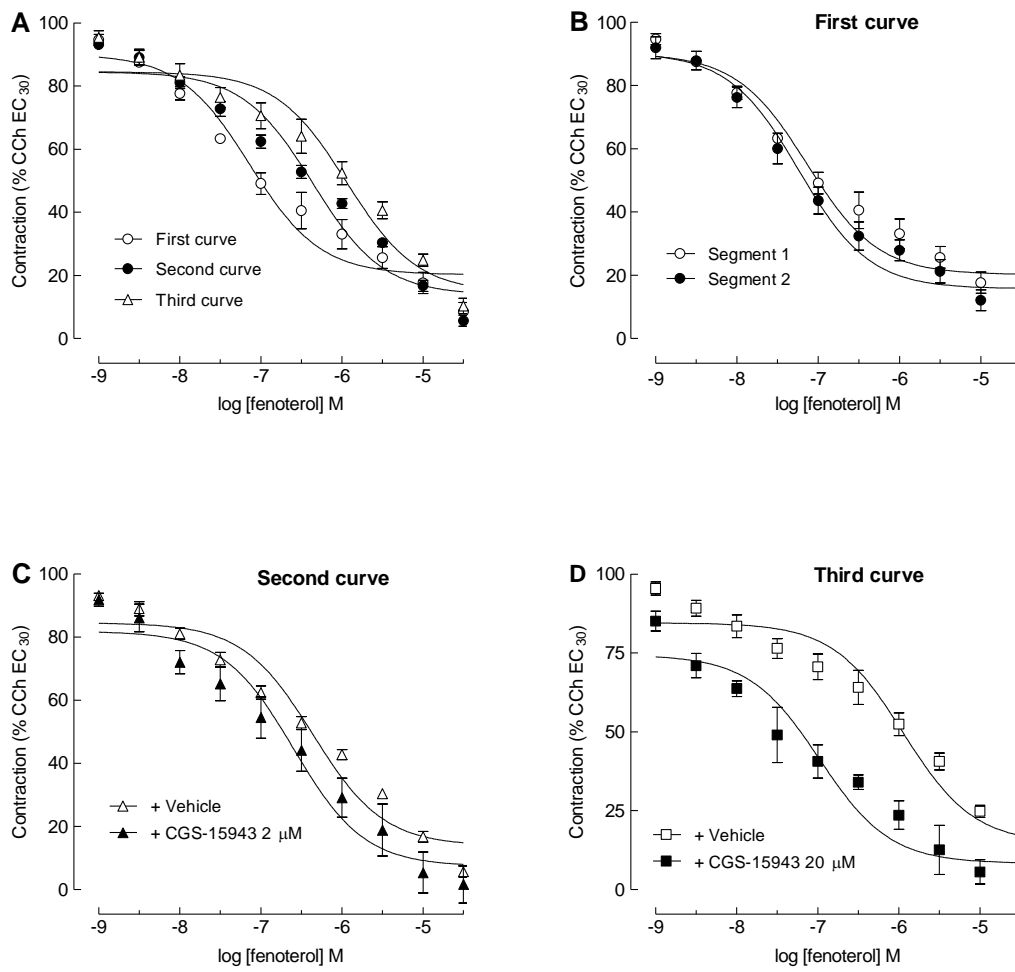 A
100
80
60
40
20
0
Contraction (% CCh EC30)
First curve
Second curve
Third curve
-9 -8 -7 -6 -5
log [fenoterol] M
B
First curve
100
80
60
40
20
0
Contraction (% CCh EC30)
Segment 1
Segment 2
-9 -8 -7 -6 -5
log [fenoterol] M
C
Second curve
100
80
60
40
20
0
Contraction (% CCh EC30)
+ Vehicle
+ CGS-15943 2 μM
-9 -8 -7 -6 -5
log [fenoterol] M
D
Third curve
100
75
50
25
0
Contraction (% CCh EC30)
+ Vehicle
+ CGS-15943 20 μM
-9 -8 -7 -6 -5
log [fenoterol] M